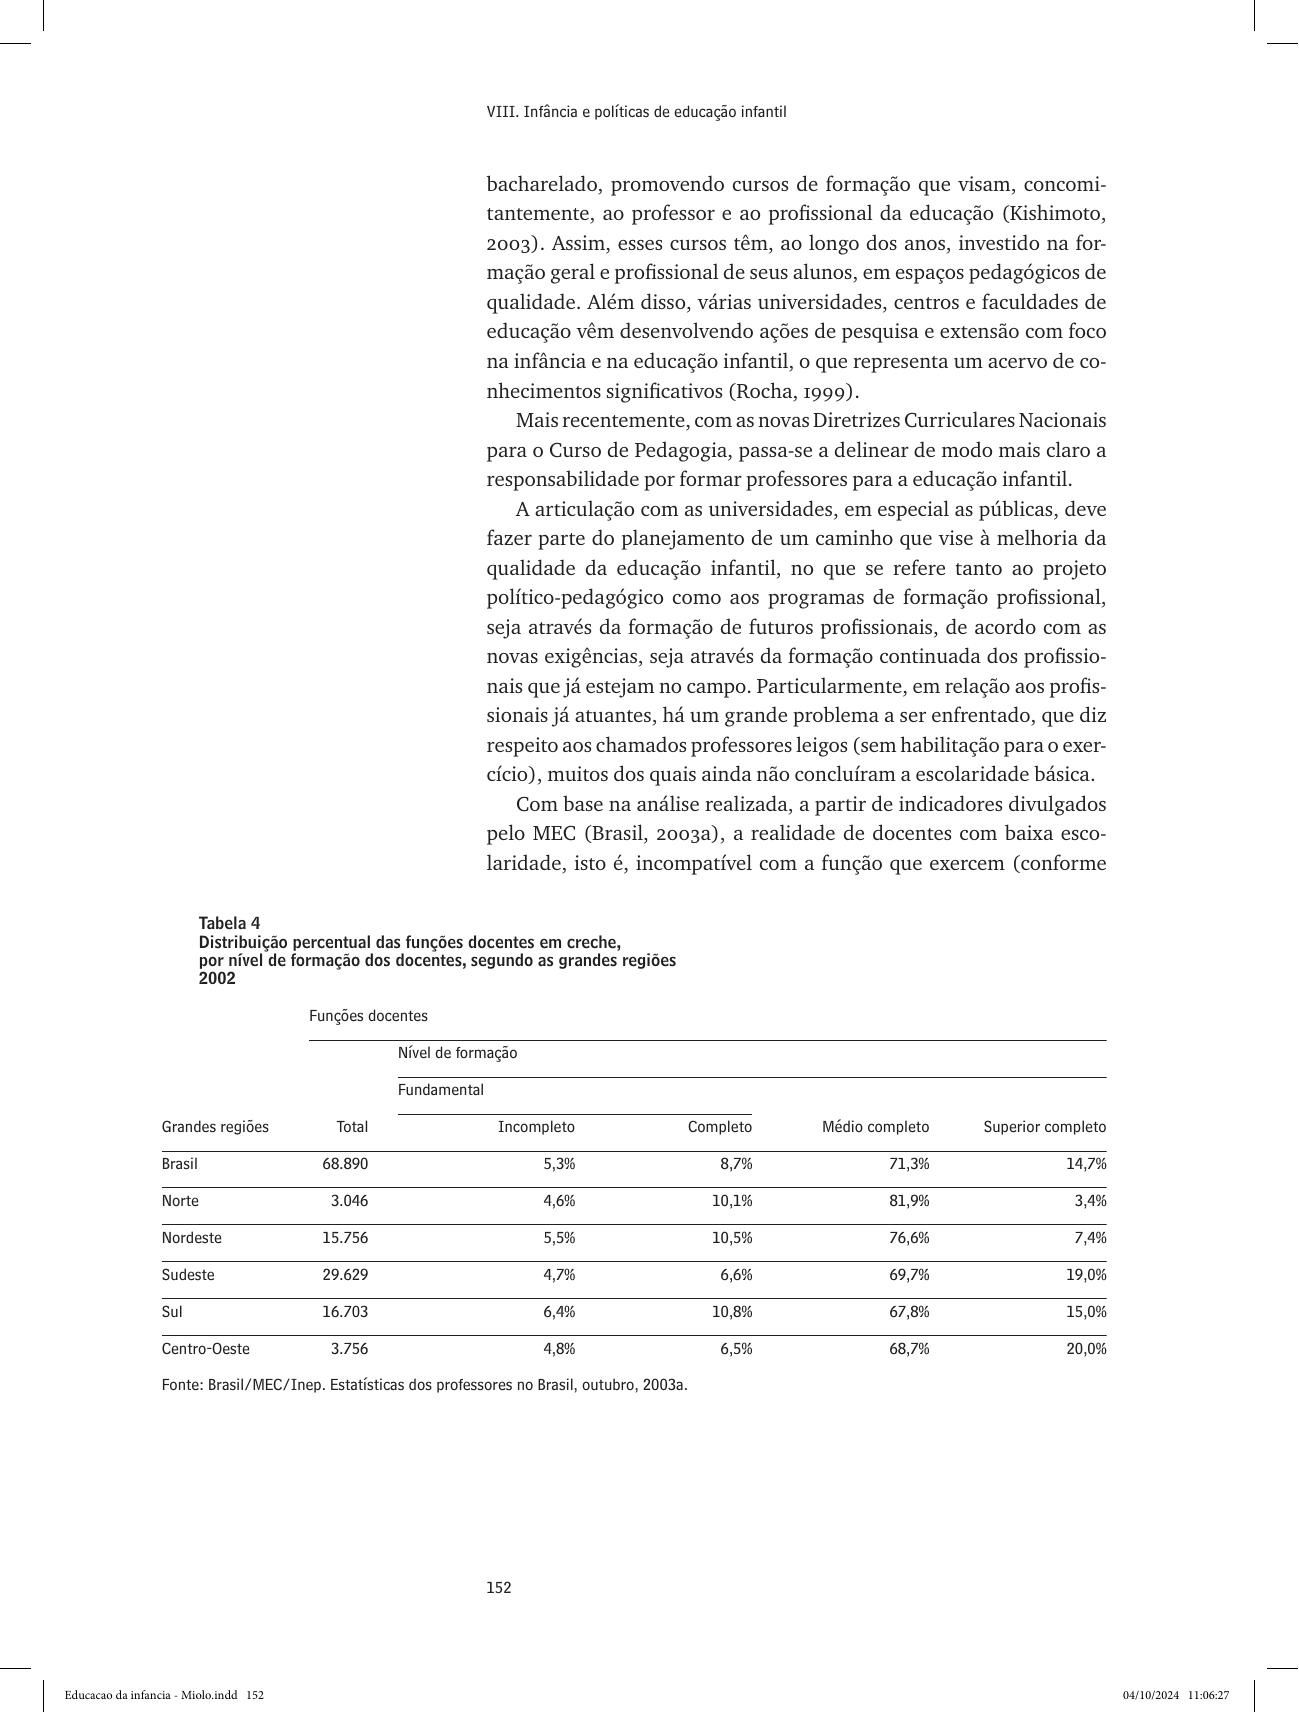 VIII. Infância e políticas de educação infantil
bacharelado, promovendo cursos de formação que visam, concomi-
tantemente, ao professor e ao profissional da educação (Kishimoto,
2003). Assim, esses cursos têm, ao longo dos anos, investido na for-
mação geral e profissional de seus alunos, em espaços pedagógicos de
qualidade. Além disso, várias universidades, centros e faculdades de
educação vêm desenvolvendo ações de pesquisa e extensão com foco
na infância e na educação infantil, o que representa um acervo de co-
nhecimentos significativos (Rocha, 1999).
Mais recentemente, com as novas Diretrizes Curriculares Nacionais
para o Curso de Pedagogia, passa-se a delinear de modo mais claro a
responsabilidade por formar professores para a educação infantil.
A articulação com as universidades, em especial as públicas, deve
fazer parte do planejamento de um caminho que vise à melhoria da
qualidade da educação infantil, no que se refere tanto ao projeto
político-pedagógico como aos programas de formação profissional,
seja através da formação de futuros profissionais, de acordo com as
novas exigências, seja através da formação continuada dos profissio-
nais que já estejam no campo. Particularmente, em relação aos profis-
sionais já atuantes, há um grande problema a ser enfrentado, que diz
respeito aos chamados professores leigos (sem habilitação para o exer-
cício), muitos dos quais ainda não concluíram a escolaridade básica.
Com base na análise realizada, a partir de indicadores divulgados
pelo MEC (Brasil, 2003a), a realidade de docentes com baixa esco-
laridade, isto é, incompatível com a função que exercem (conforme
Tabela 4
Distribuição percentual das funções docentes em creche,
por nível de formação dos docentes, segundo as grandes regiões
2002
Funções docentes
Nível de formação
Fundamental
Grandes regiões Total Incompleto Completo Médio completo Superior completo
Brasil 68.890 5,3% 8,7% 71,3% 14,7%
Norte 3.046 4,6% 10,1% 81,9% 3,4%
Nordeste 15.756 5,5% 10,5% 76,6% 7,4%
Sudeste 29.629 4,7% 6,6% 69,7% 19,0%
Sul 16.703 6,4% 10,8% 67,8% 15,0%
Centro-Oeste 3.756 4,8% 6,5% 68,7% 20,0%
Fonte: Brasil/MEC/Inep. Estatísticas dos professores no Brasil, outubro, 2003a.
152
Educacao da infancia - Miolo.indd 152 04/10/2024 11:06:27